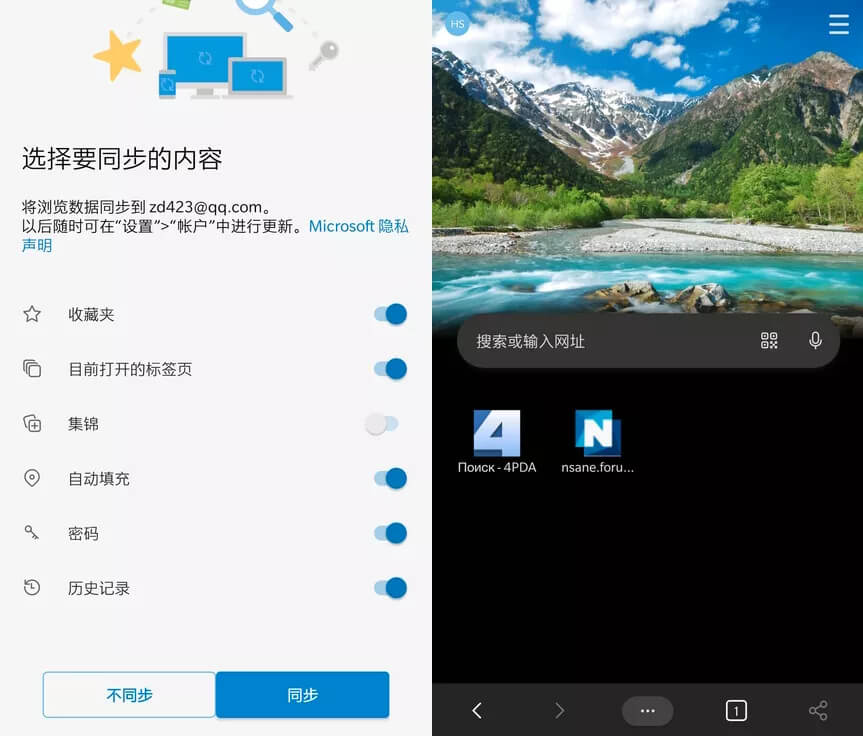 选择要同步的内容
将浏览数据同步到 zd423@qq.com。
以后随时可在“设置”>“帐户”中进行更新。Microsoft 隐私
声明
收藏夹
目前打开的标签页
集锦
自动填充
密码
历史记录
不同步
同步
HS
搜索或输入网址
4
N
Поиск - 4PDA
nsane.foru...
1